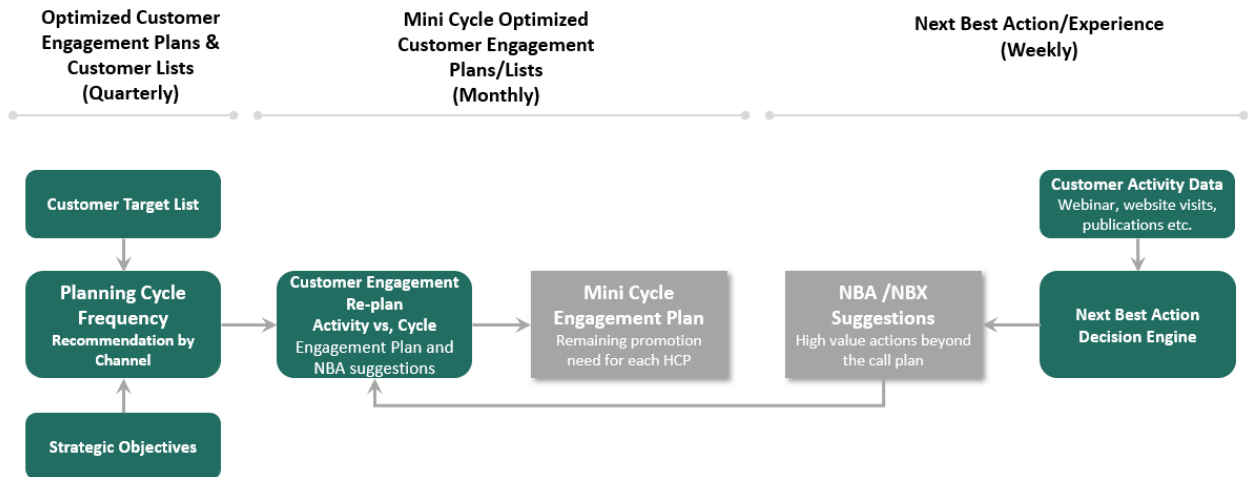 Optimized Customer
Engagement Plans &
Customer Lists
(Quarterly)
Mini Cycle Optimized
Customer Engagement
Plans/Lists
(Monthly)
Next Best Action/Experience
(Weekly)
Customer Target List
Planning Cycle
Frequency
Recommendation by
Channel
Strategic Objectives
Customer Engagement
Re-plan
Activity vs, Cycle
Engagement Plan and
NBA suggestions
Mini Cycle
Engagement Plan
Remaining promotion
need for each HCP
NBA /NBX
Suggestions
High value actions beyond
the call plan
Customer Activity Data
Webinar, website visits,
publications etc.
Next Best Action
Decision Engine